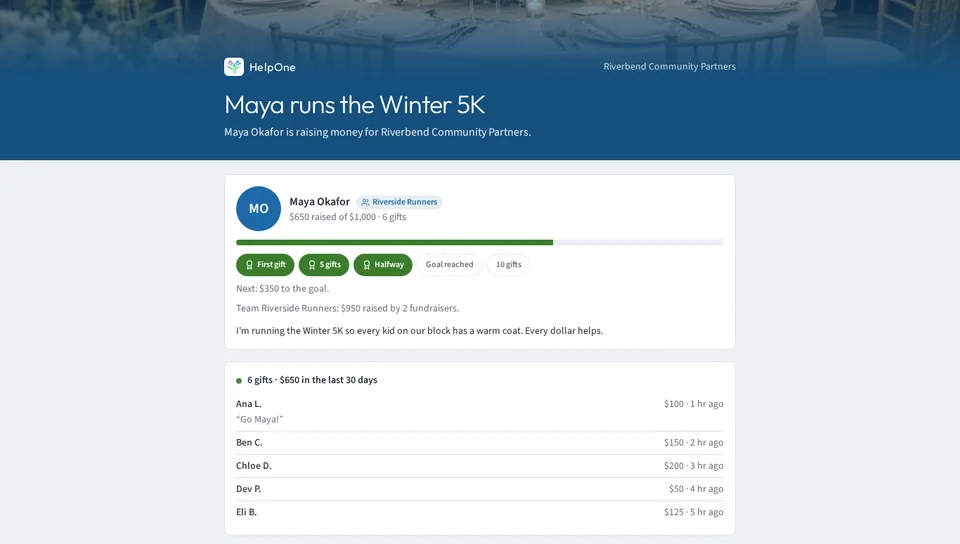 HelpOne
Riverbend Community Partners
Maya runs the Winter 5K
Maya Okafor is raising money for Riverbend Community Partners.
MO
Maya Okafor
Riverside Runners
$650 raised of $1,000 · 6 gifts
First gift
5 gifts
Halfway
Goal reached
10 gifts
Next: $350 to the goal.
Team Riverside Runners: $950 raised by 2 fundraisers.
I'm running the Winter 5K so every kid on our block has a warm coat. Every dollar helps.
6 gifts · $650 in the last 30 days
Ana L.
$100 · 1 hr ago
“Go Maya!”
Ben C.
$150 · 2 hr ago
Chloe D.
$200 · 3 hr ago
Dev P.
$50 · 4 hr ago
Eli B.
$125 · 5 hr ago